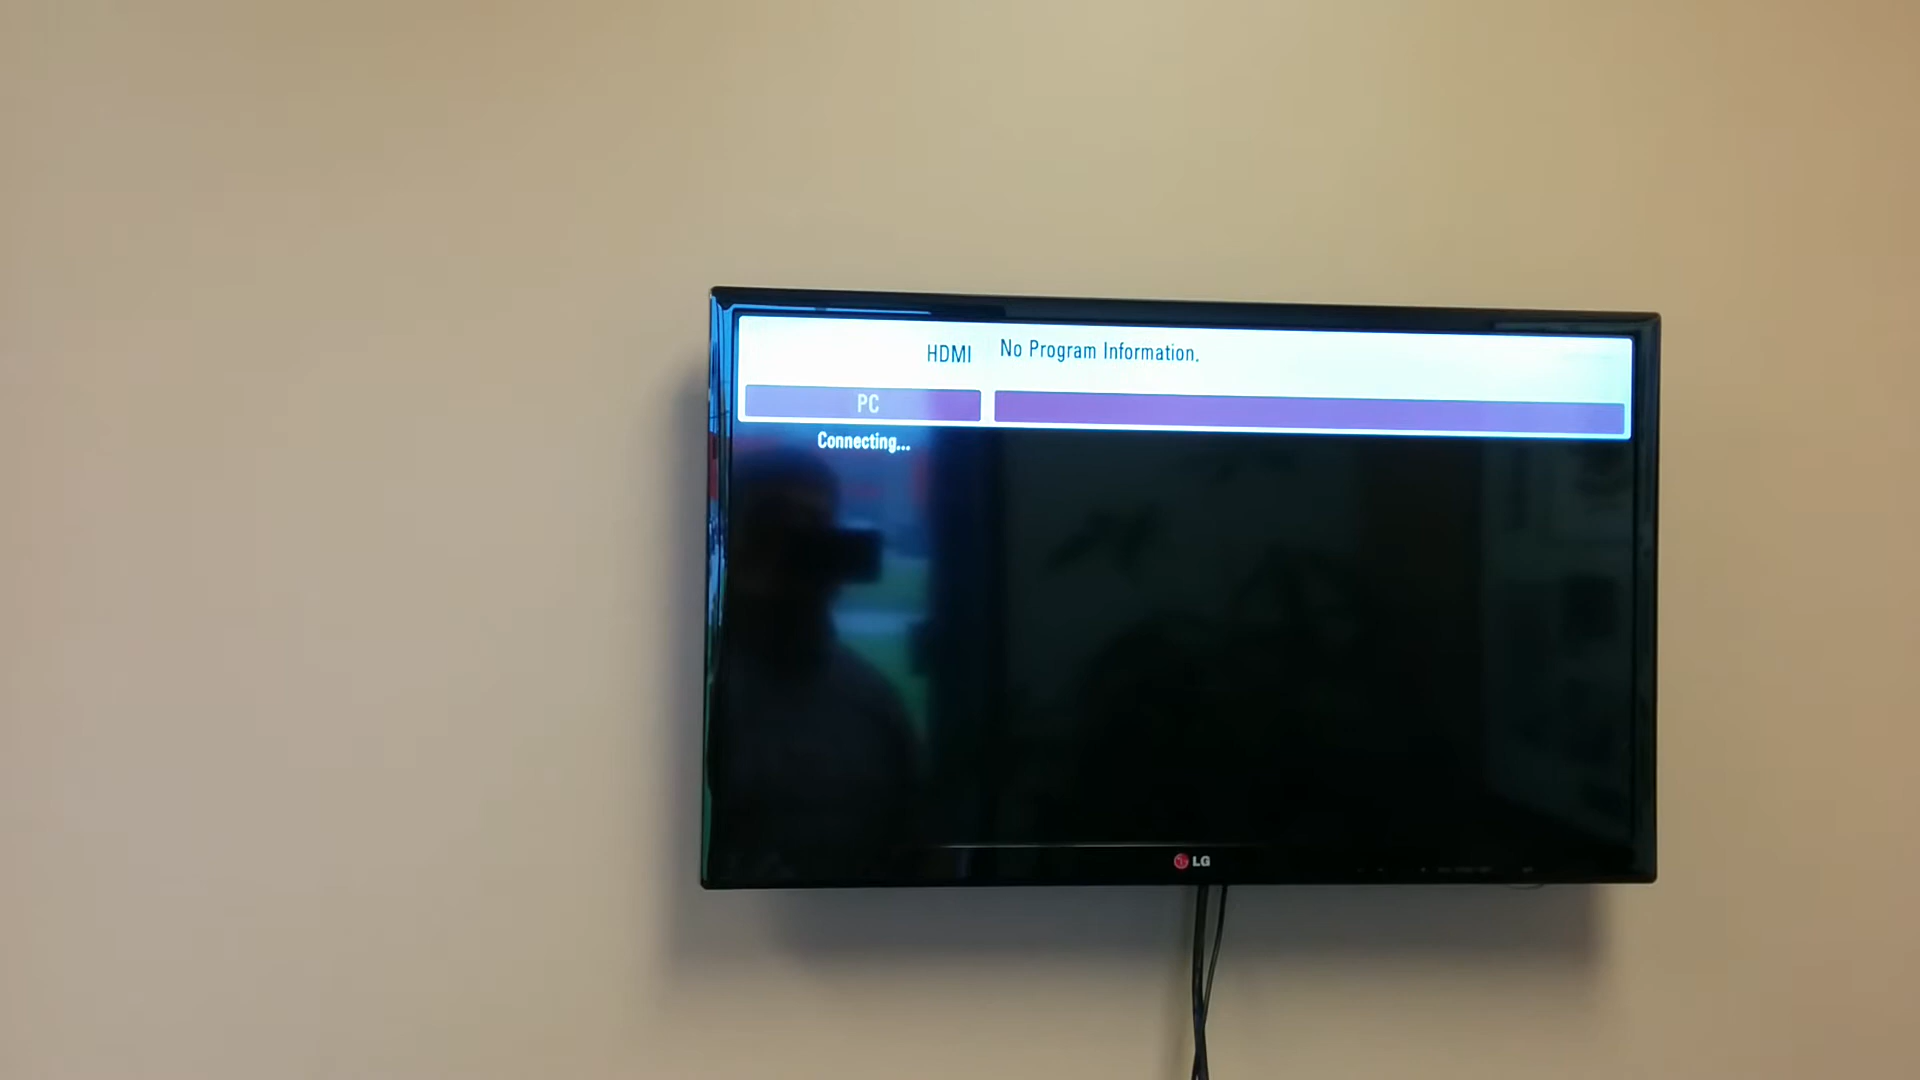 HDMI No Program Information.
PC
Connecting...
LG